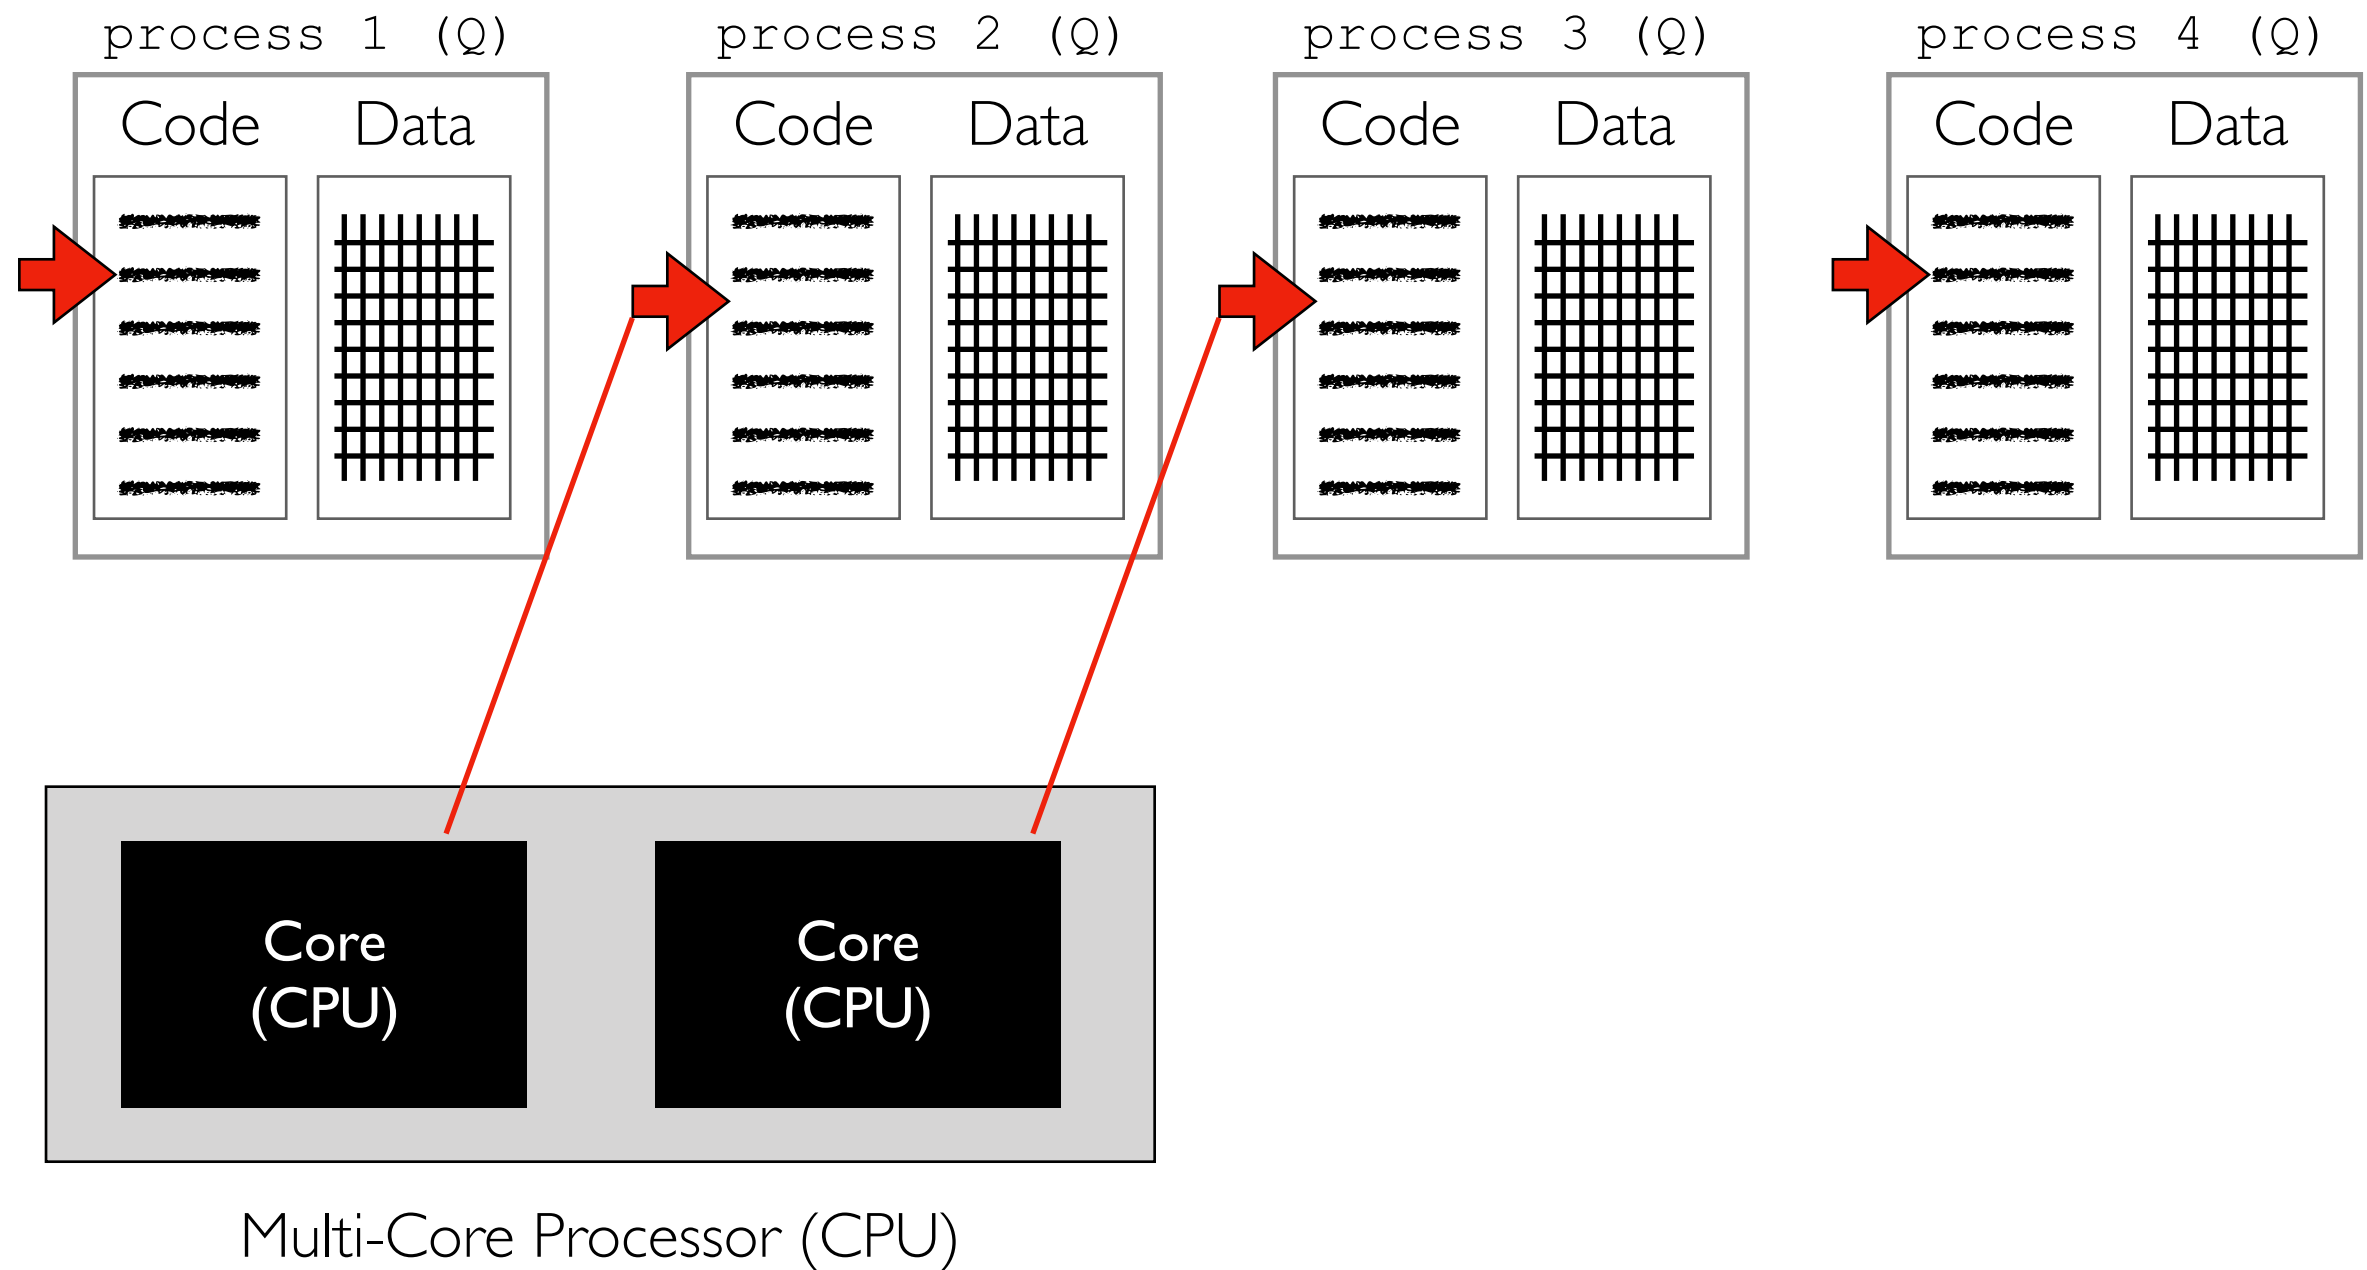 process 1 (Q)
process 2 (Q)
process 3 (Q)
process 4 (Q)
Code
Data
Code
Data
Code
Data
Code
Data
Core
(CPU)
Core
(CPU)
Multi-Core Processor (CPU)